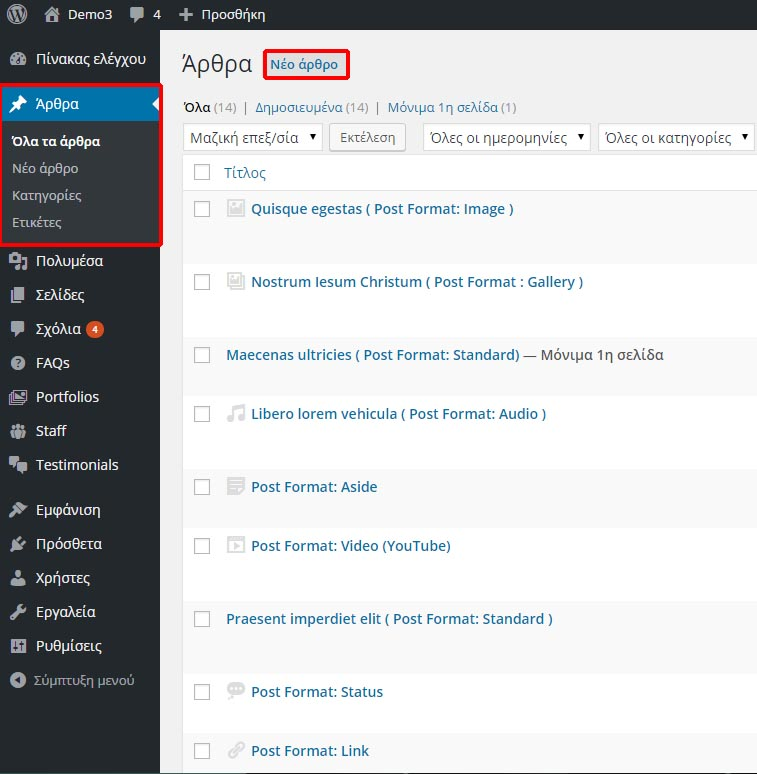 Demo3 4 Προσθήκη
Πίνακας ελέγχου
Άρθρα
Όλα τα άρθρα
Νέο άρθρο
Κατηγορίες
Ετικέτες
Πολυμέσα
Σελίδες
Σχόλια 4
FAQs
Portfolios
Staff
Testimonials
Εμφάνιση
Πρόσθετα
Χρήστες
Εργαλεία
Ρυθμίσεις
Σύμπτυξη μενού
Άρθρα Νέο άρθρο
Όλα (14) | Δημοσιευμένα (14) | Μόνιμα 1η σελίδα (1)
Μαζική επεξ/σία Εκτέλεση Όλες οι ημερομηνίες Όλες οι κατηγορίες
Τίτλος
Quisque egestas ( Post Format: Image )
Nostrum Iesum Christum ( Post Format : Gallery )
Maecenas ultricies ( Post Format: Standard) — Μόνιμα 1η σελίδα
Libero lorem vehicula ( Post Format: Audio )
Post Format: Aside
Post Format: Video (YouTube)
Praesent imperdiet elit ( Post Format: Standard )
Post Format: Status
Post Format: Link